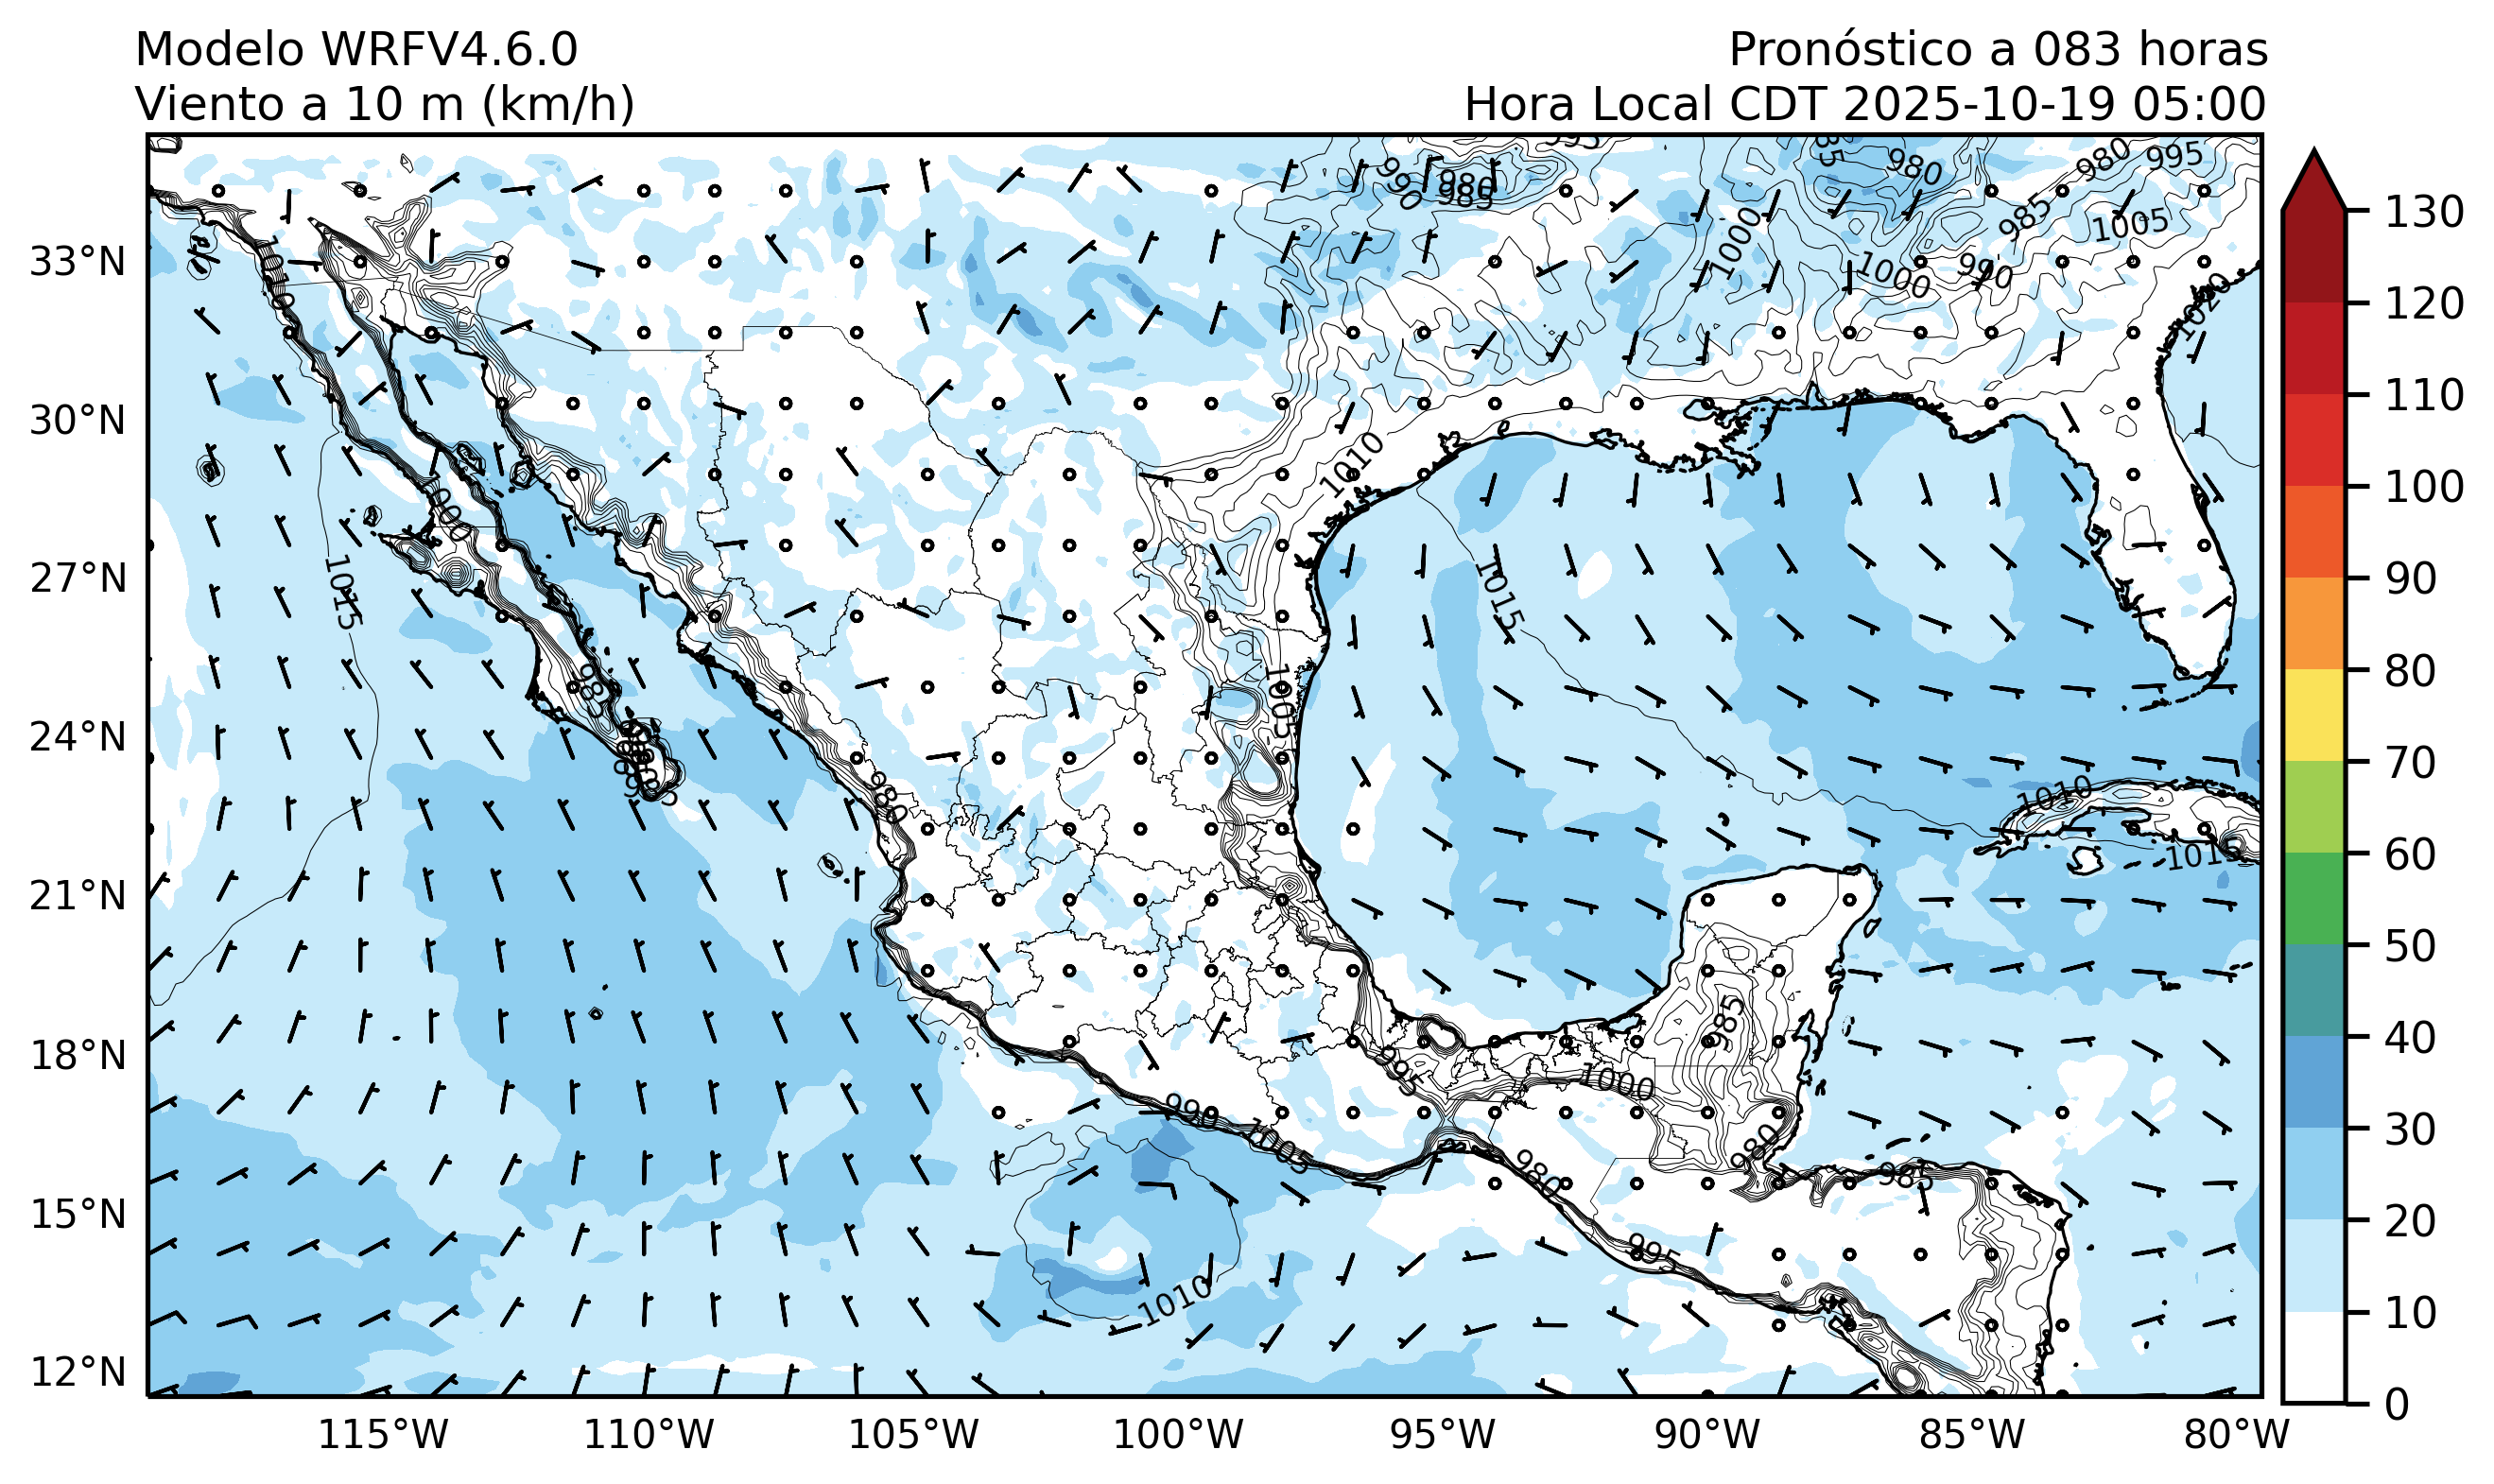 Modelo WRFV4.6.0
Pronóstico a 083 horas
Viento a 10 m (km/h)
Hora Local CDT 2025-10-19 05:00
995
990
980
985
980
995
985
1005
1000
1000
990
1020
1010
1010
1000
1015
1015
985
1005
985
980
1010
1015
985
995
1000
990
1005
980
980
985
995
1010
33°N
30°N
27°N
24°N
21°N
18°N
15°N
12°N
115°W
110°W
105°W
100°W
95°W
90°W
85°W
80°W
130
120
110
100
90
80
70
60
50
40
30
20
10
0